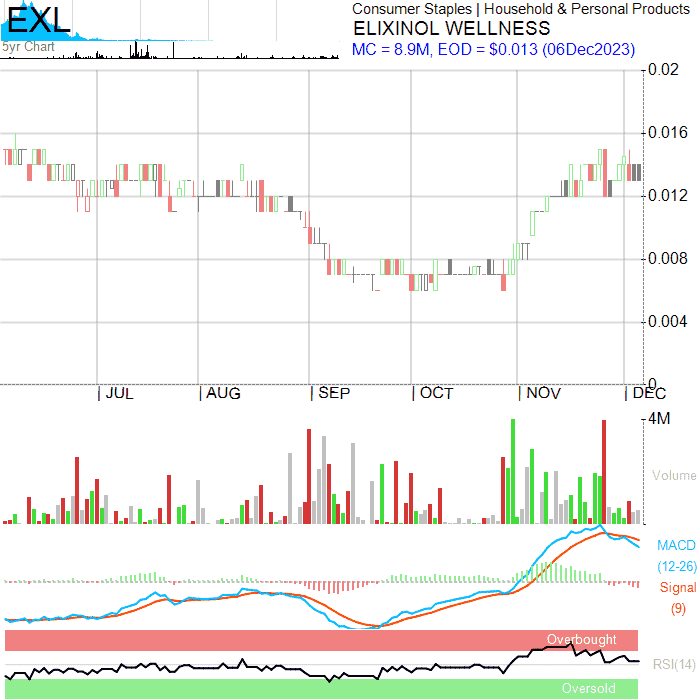 EXL
5yr Chart
Consumer Staples | Household & Personal Products
ELIXINOL WELLNESS
MC = 8.9M, EOD = $0.013 (06Dec2023)
0.02
0.016
0.012
0.008
0.004
0
| JUL | AUG | SEP | OCT | NOV | DEC
4M
Volume
MACD
(12-26)
Signal
(9)
Overbought
RSI(14)
Oversold